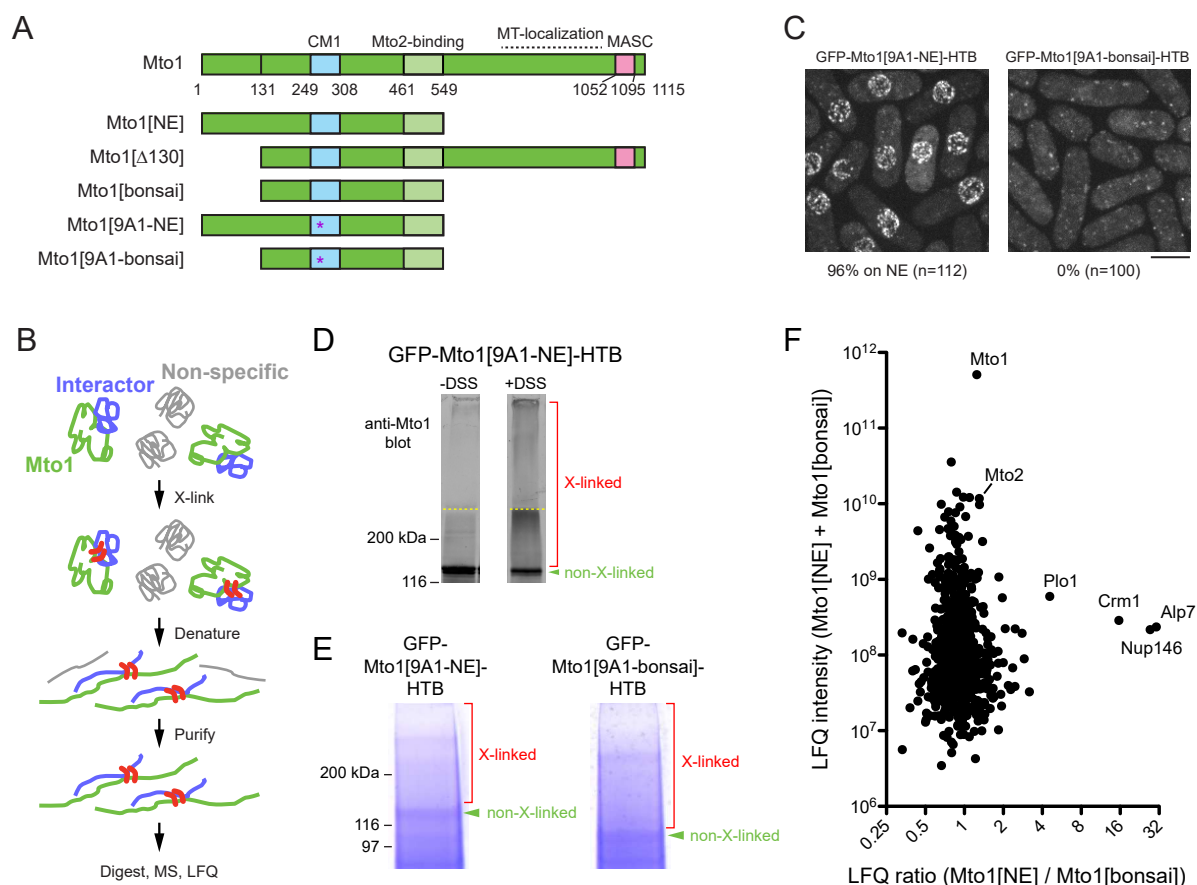 A
CM1 Mto2-binding MT-localization MASC
Mto1
1 131 249 308 461 549 1052 1095 1115
Mto1[NE]
Mto1[Δ130]
Mto1[bonsai]
Mto1[9A1-NE]
*
Mto1[9A1-bonsai]
*
B
Non-specific
Interactor
Mto1
X-link
Denature
Purify
Digest, MS, LFQ
C
GFP-Mto1[9A1-NE]-HTB GFP-Mto1[9A1-bonsai]-HTB
96% on NE (n=112) 0% (n=100)
D
GFP-Mto1[9A1-NE]-HTB
-DSS +DSS
anti-Mto1
blot
X-linked
200 kDa
non-X-linked
116
E
GFP-
Mto1[9A1-NE]-
HTB
GFP-
Mto1[9A1-bonsai]-
HTB
X-linked
X-linked
200 kDa
non-X-linked
116
97
non-X-linked
F
LFQ intensity (Mto1[NE] + Mto1[bonsai])
10¹²
10¹¹
10¹⁰
10⁹
10⁸
10⁷
10⁶
Mto1
Mto2
Plo1
Crm1
Alp7
Nup146
0.25 0.5 1 2 4 8 16 32
LFQ ratio (Mto1[NE] / Mto1[bonsai])